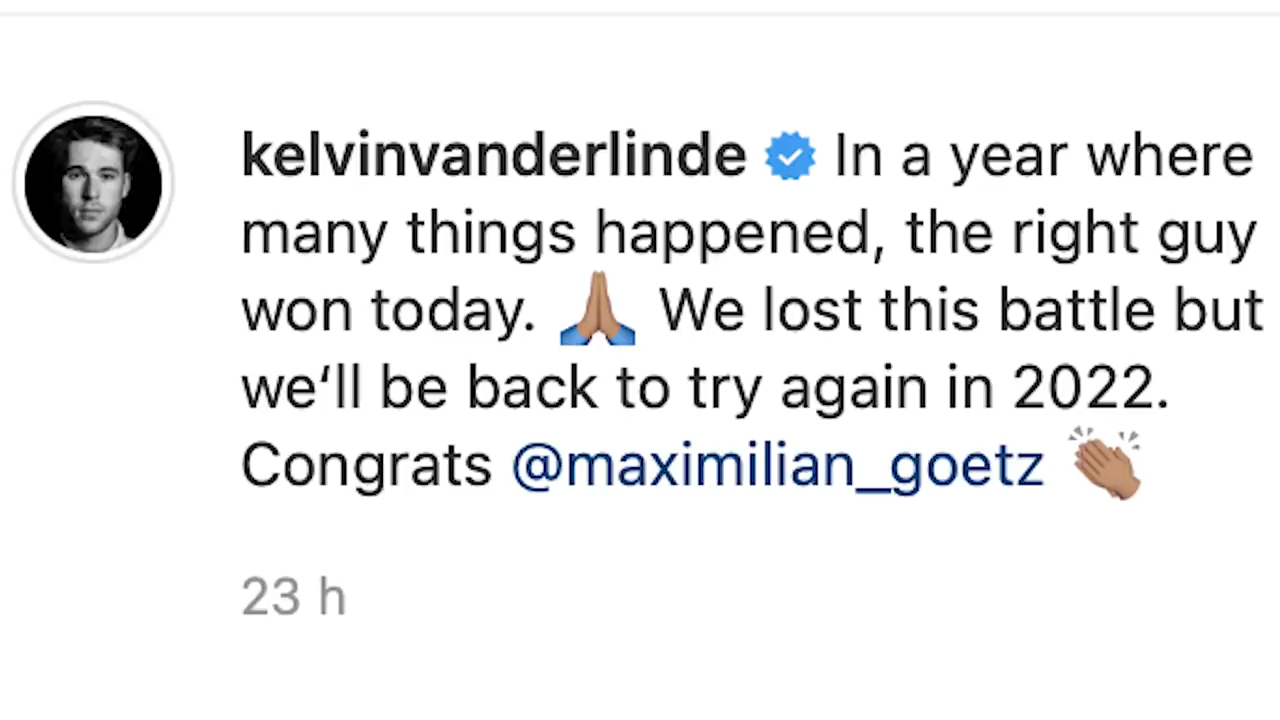 kelvinvanderlinde In a year where
many things happened, the right guy
won today. 🙏🏽 We lost this battle but
we‘ll be back to try again in 2022.
Congrats @maximilian_goetz 👏🏽
23 h